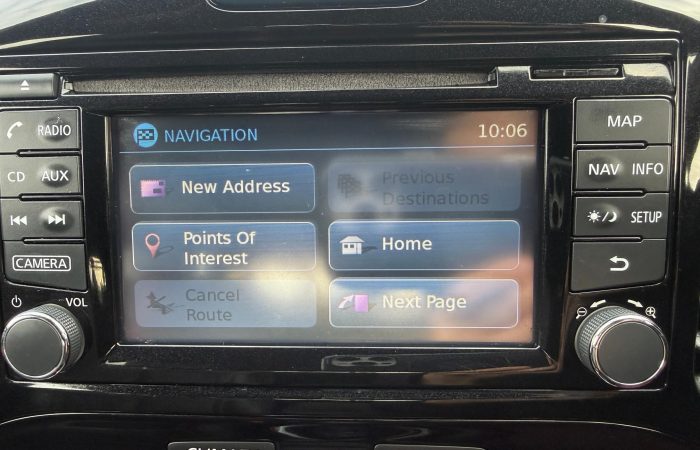 NAVIGATION
10:06
New Address
Previous
Destinations
Points Of
Interest
Home
Cancel
Route
Next Page
RADIO
CD
AUX
CAMERA
VOL
MAP
NAV
INFO
SETUP